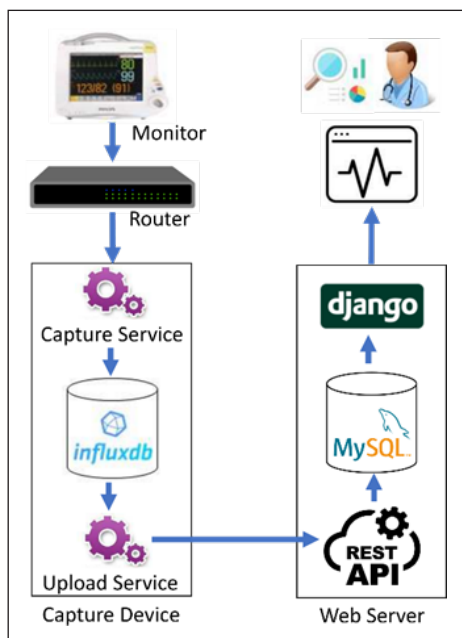 80
99
123/82 (91)
PHILIPS
Monitor
Router
Capture Service
influxdb
Upload Service
Capture Device
django
MySQL
REST
API
Web Server